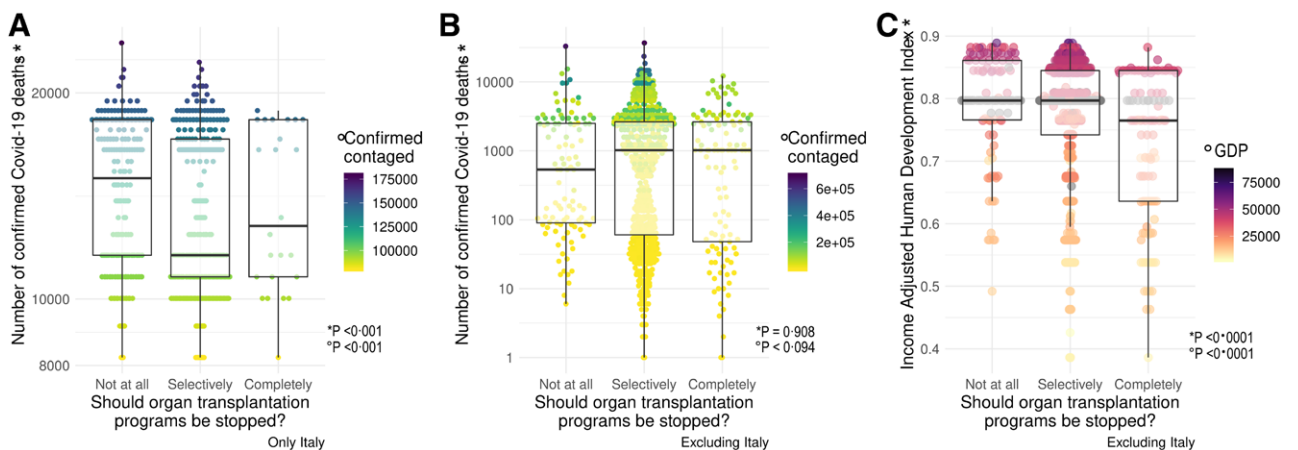 A
Number of confirmed Covid-19 deaths *
20000
10000
8000
Not at all
Selectively
Completely
Should organ transplantation
programs be stopped?
Only Italy
°Confirmed
contaged
175000
150000
125000
100000
*P <0·001
°P <0·001
B
Number of confirmed Covid-19 deaths *
10000
1000
100
10
1
Not at all
Selectively
Completely
Should organ transplantation
programs be stopped?
Excluding Italy
°Confirmed
contaged
6e+05
4e+05
2e+05
*P = 0·908
°P < 0·094
C
Income Adjusted Human Development Index *
0.9
0.8
0.7
0.6
0.5
0.4
Not at all
Selectively
Completely
Should organ transplantation
programs be stopped?
Excluding Italy
° GDP
75000
50000
25000
*P <0·0001
°P <0·0001